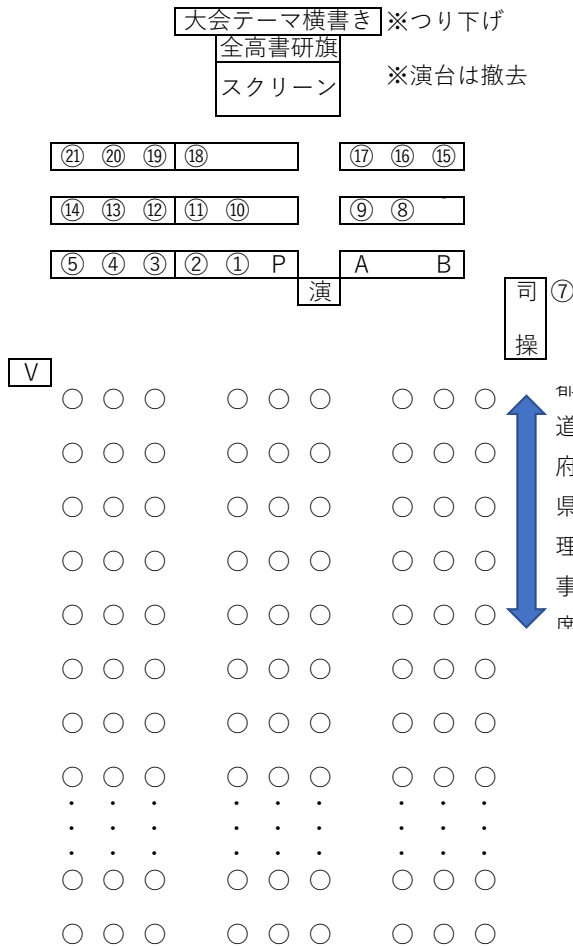 大会テーマ横書き ※つり下げ
全高書研旗
スクリーン ※演台は撤去
㉑ ⑳ ⑲ ⑱ ⑰ ⑯ ⑮
⑭ ⑬ ⑫ ⑪ ⑩ ⑨ ⑧
⑤ ④ ③ ② ① P A B
演
司 ⑦
操
V
都道府県理事席